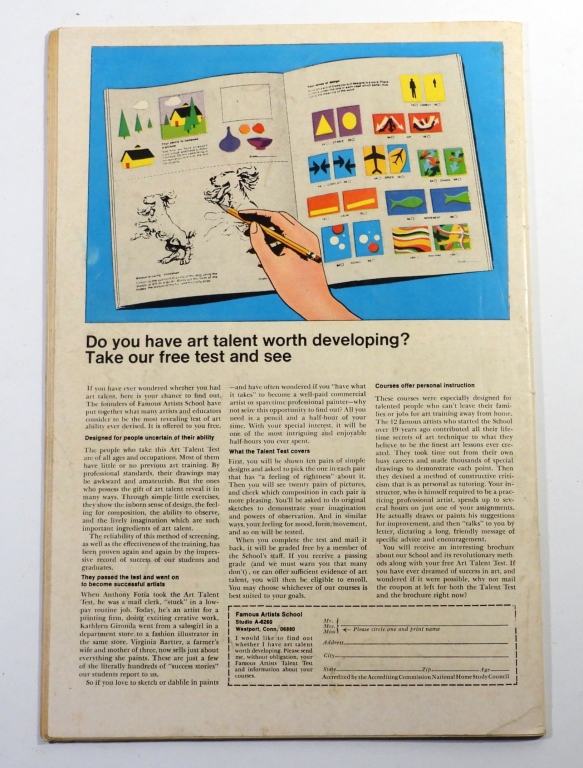 Do you have art talent worth developing?
Take our free test and see
If you have ever wondered whether you had
art talent, here is your chance to find out.
The founders of Famous Artists School have
put together what many artists and educators
consider to be the most revealing test of art
ability ever derived. It is offered to you free.
Designed for people uncertain of their ability
The people who take this Art Talent Test
are of all ages and occupations. Most of them
have little or no previous art training. By
professional standards, their drawings may
be awkward and amateurish. But the ones
who possess the gift of art talent reveal it in
many ways. Through simple little exercises,
they show the inborn sense of design, the feel-
ing for composition, the ability to observe,
and the lively imagination which are such
important ingredients of art talent.
The reliability of this method of screening,
as well as the effectiveness of the training, has
been proven again and again by the impres-
sive record of success of our students and
graduates.
They passed the test and went on
to become successful artists
When Anthony Fotia took the Art Talent
Test, he was a mail clerk, "stuck" in a low-
pay routine job. Today, he's an artist for a
printing firm, doing exciting creative work.
Kathleen Gironda went from a salesgirl in a
department store to a fashion illustrator in
the same store. Virginia Bartter, a farmer's
wife and mother of three, now sells just about
everything she paints. These are just a few
of the literally hundreds of "success stories"
our students report to us.
So if you love to sketch or dabble in paints
—and have often wondered if you "have what
it takes" to become a well-paid commercial
artist or spare-time professional painter—why
not seize this opportunity to find out? All you
need is a pencil and a half-hour of your
time. With your special interest, it will be
one of the most intriguing and enjoyable
half-hours you ever spent.
What the Talent Test covers
First, you will be shown ten pairs of simple
designs and asked to pick the one in each pair
that has "a feeling of rightness" about it.
Then you will see twenty pairs of pictures,
and check which composition in each pair is
more pleasing. You'll be asked to do original
sketches to demonstrate your imagination
and powers of observation. And in similar
ways, your feeling for mood, form, movement,
and so on will be tested.
When you complete the test and mail it
back, it will be graded free by a member of
the School's staff. If you receive a passing
grade (and we must warn you that many
don't), or can offer sufficient evidence of art
talent, you will then be eligible to enroll.
You may choose whichever of our courses is
best suited to your goals.
Courses offer personal instruction
These courses were especially designed for
talented people who can't leave their fami-
lies or jobs for art training away from home.
The 12 famous artists who started the School
over 19 years ago contributed all their life-
time secrets of art technique to what they
believe to be the finest art lessons ever cre-
ated. They took time out from their own
busy careers and made thousands of special
drawings to demonstrate each point. Then
they devised a method of constructive criti-
cism that is as personal as tutoring. Your in-
structor, who is himself required to be a prac-
ticing professional artist, spends up to sev-
eral hours on just one of your assignments.
He actually draws or paints his suggestions
for improvement, and then "talks" to you by
letter, dictating a long, friendly message of
specific advice and encouragement.
You will receive an interesting brochure
about our School and its revolutionary meth-
ods along with your free Art Talent Test. If
you have ever dreamed of success in art, and
wondered if it were possible, why not mail
the coupon at left for both the Talent Test
and the brochure right now?
Famous Artists School
Studio A-6265
Westport, Conn. 06880
I would like to find out
whether I have art talent
worth developing. Please send
me, without obligation, your
Famous Artists Talent Test
and information about your
courses.
Mr.
Mrs.
Miss
Please circle one and print name
Address
City
State Zip Age
Accredited by the Accrediting Commission National Home Study Council